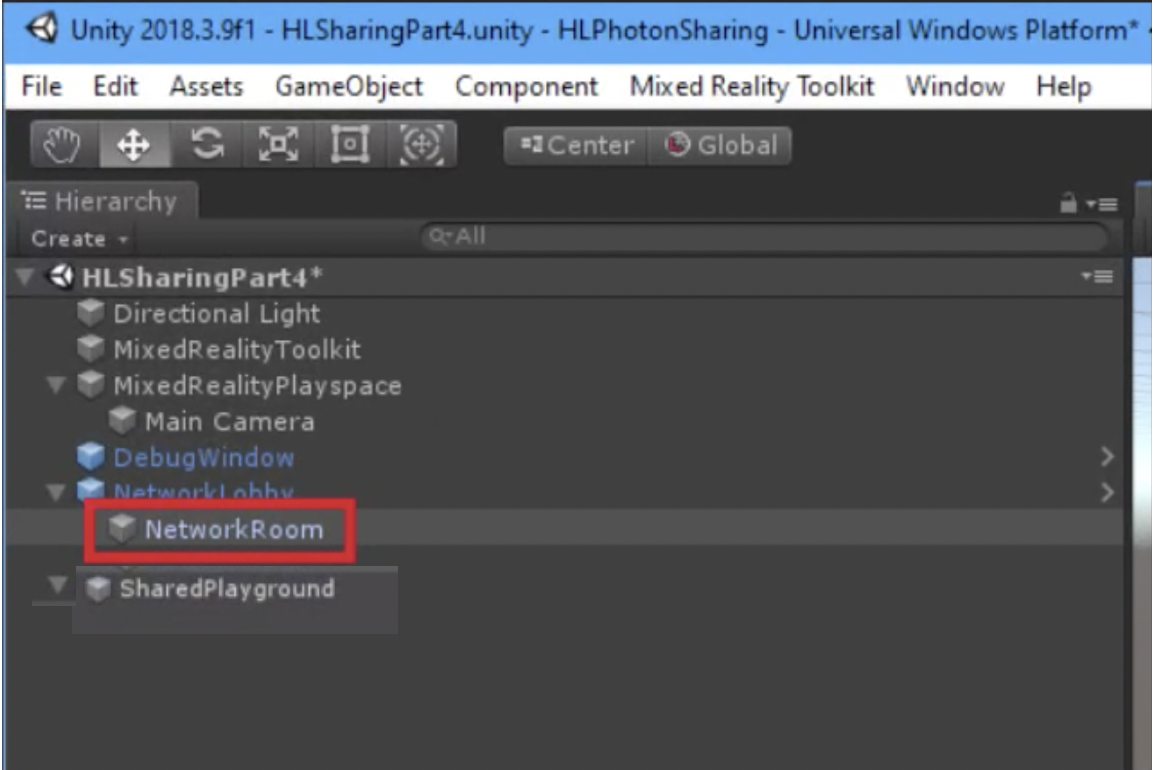 Unity 2018.3.9f1 - HLSharingPart4.unity - HLPhotonSharing - Universal Windows Platform*
File Edit Assets GameObject Component Mixed Reality Toolkit Window Help
Center Global
Hierarchy
Create All
HLSharingPart4*
Directional Light
MixedRealityToolkit
MixedRealityPlayspace
Main Camera
DebugWindow
NetworkLobby
NetworkRoom
SharedPlayground